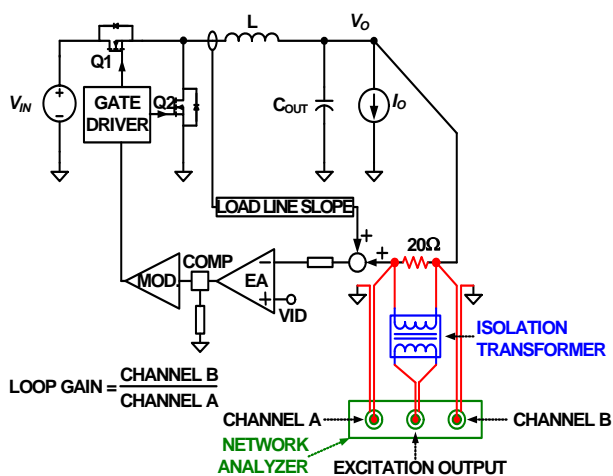 L
V_O
Q1
V_IN
+
−
GATE
DRIVER
Q2
C_OUT
I_O
LOAD LINE SLOPE
+
+
20Ω
MOD.
COMP
EA
−
+
VID
ISOLATION
TRANSFORMER
LOOP GAIN = CHANNEL B
CHANNEL A
CHANNEL A
CHANNEL B
NETWORK
ANALYZER
EXCITATION OUTPUT